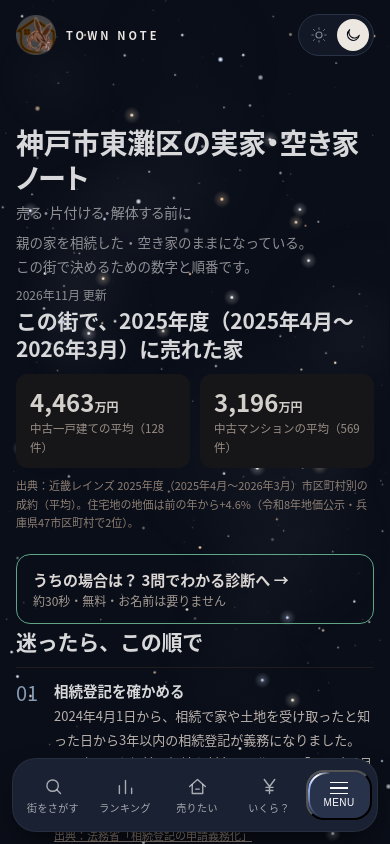 TOWN NOTE
神戸市東灘区の実家・空き家
ノート
売る・片付ける・解体する前に
親の家を相続した・空き家のままになっている。
この街で決めるための数字と順番です。
2026年11月 更新
この街で、2025年度（2025年4月〜
2026年3月）に売れた家
4,463万円
中古一戸建ての平均（128
件）
3,196万円
中古マンションの平均（569
件）
出典：近畿レインズ 2025年度（2025年4月〜2026年3月）市区町村別の
成約（平均）。住宅地の地価は前の年から+4.6%（令和8年地価公示・兵
庫県47市区町村で2位）。
うちの場合は？ 3問でわかる診断へ →
約30秒・無料・お名前は要りません
迷ったら、この順で
01 相続登記を確かめる
2024年4月1日から、相続で家や土地を受け取ったと知
った日から3年以内の相続登記が義務になりました。
街をさがす
ランキング
売りたい
いくら？
MENU
出典：法務省「相続登記の申請義務化」